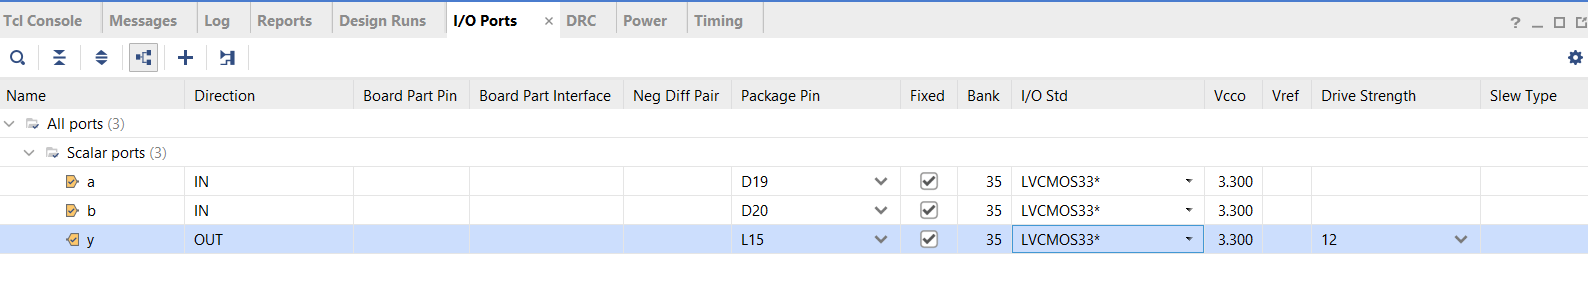 Tcl Console Messages Log Reports Design Runs I/O Ports × DRC Power Timing ?
Name Direction Board Part Pin Board Part Interface Neg Diff Pair Package Pin Fixed Bank I/O Std Vcco Vref Drive Strength Slew Type
All ports (3)
Scalar ports (3)
a IN D19 35 LVCMOS33* 3.300
b IN D20 35 LVCMOS33* 3.300
y OUT L15 35 LVCMOS33* 3.300 12